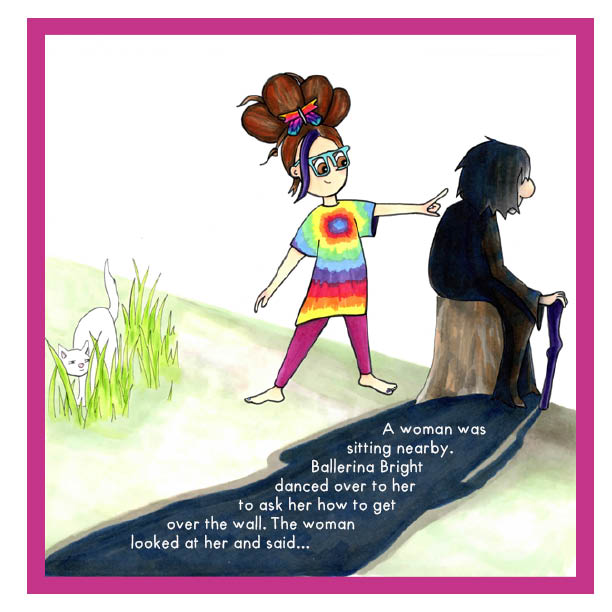 A woman was
sitting nearby.
Ballerina Bright
danced over to her
to ask her how to get
over the wall. The woman
looked at her and said...